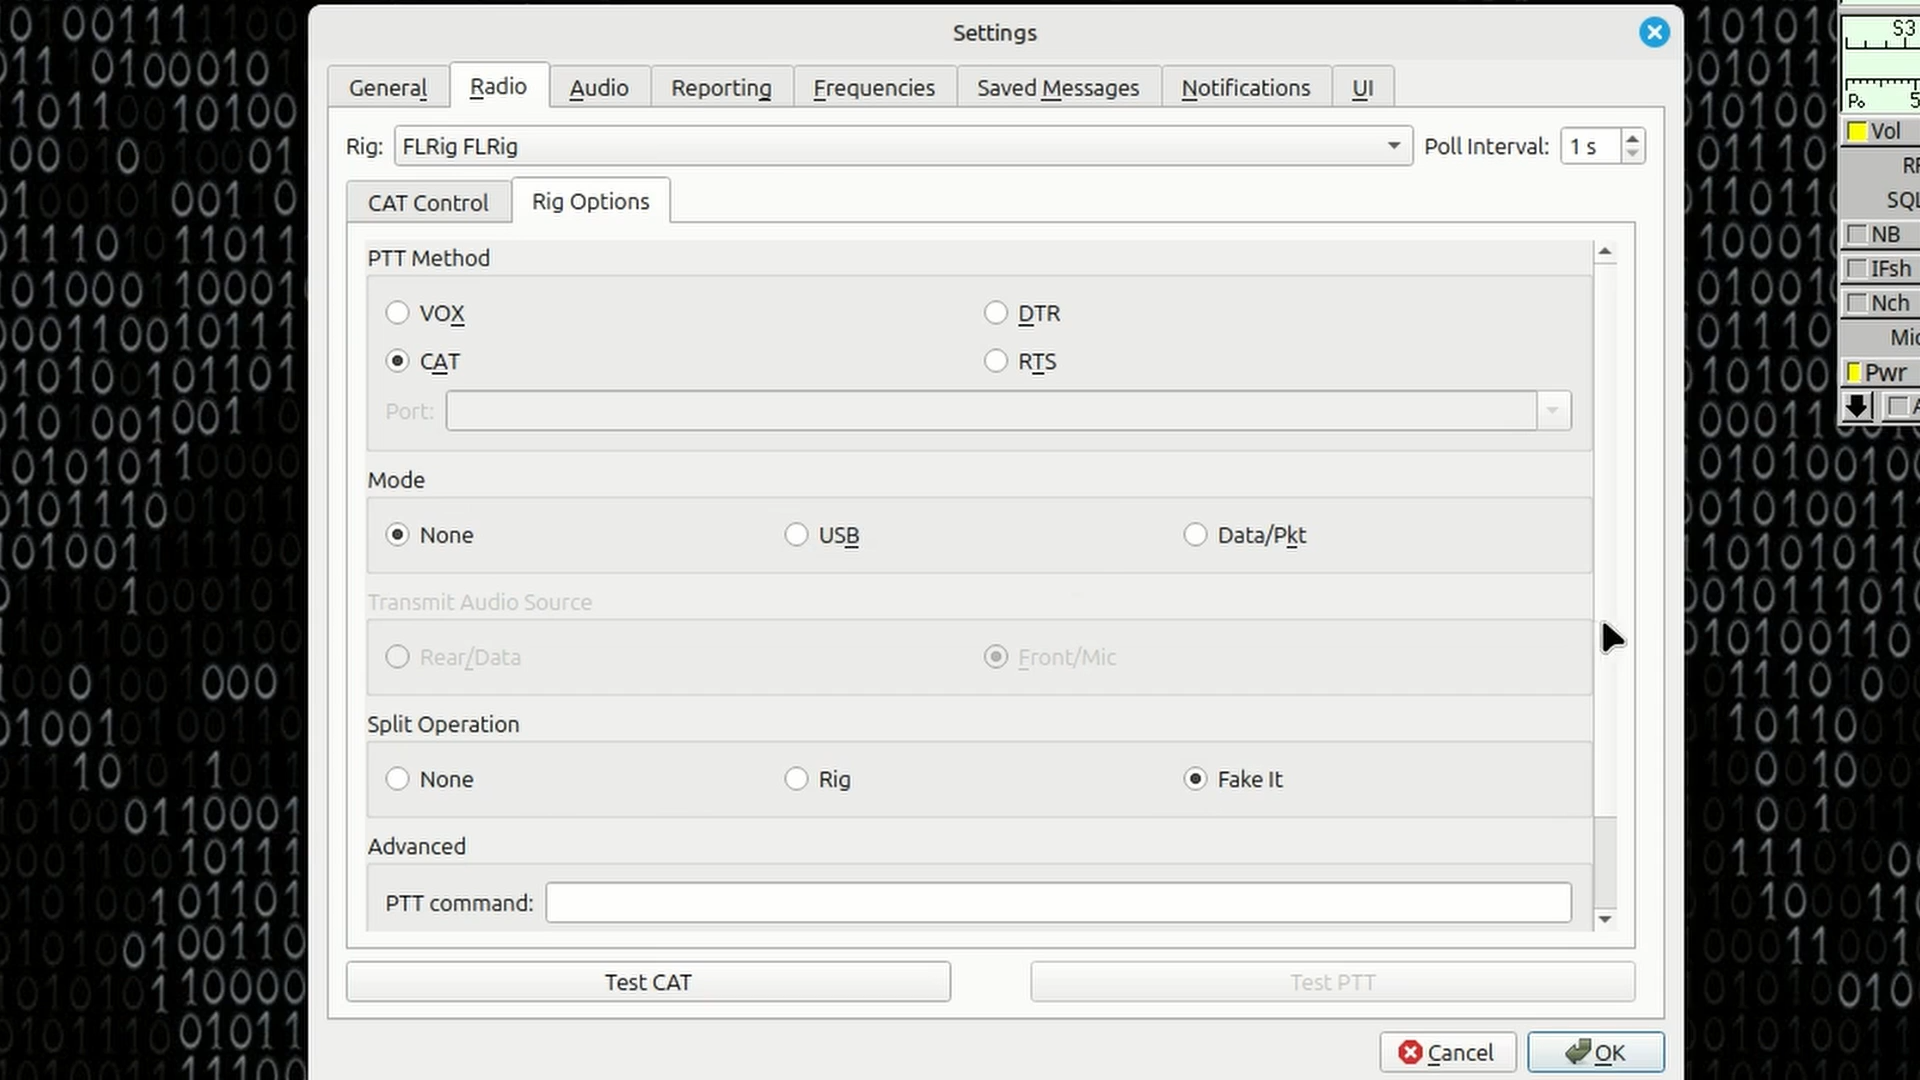 Settings
General Radio Audio Reporting Frequencies Saved Messages Notifications UI
Rig: FLRig FLRig Poll Interval: 1 s
CAT Control Rig Options
PTT Method
VOX DTR
CAT RTS
Port:
Mode
None USB Data/Pkt
Transmit Audio Source
Rear/Data Front/Mic
Split Operation
None Rig Fake It
Advanced
PTT command:
Test CAT Test PTT
Cancel OK
S3
Po 5
Vol
SQL
NB
IFsh
Nch
Pwr